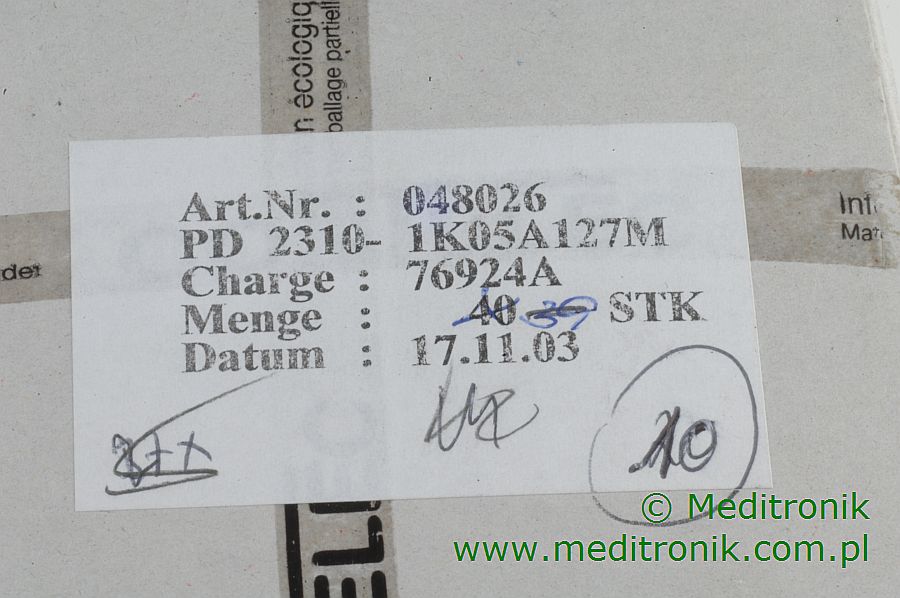 n écologiq
ballage partiell
Art.Nr. : 048026
PD 2310- 1K05A127M
Charge : 76924A
Menge : 40 39 STK
Datum : 17.11.03
10
Inf
Mat
der
© Meditronik
www.meditronik.com.pl